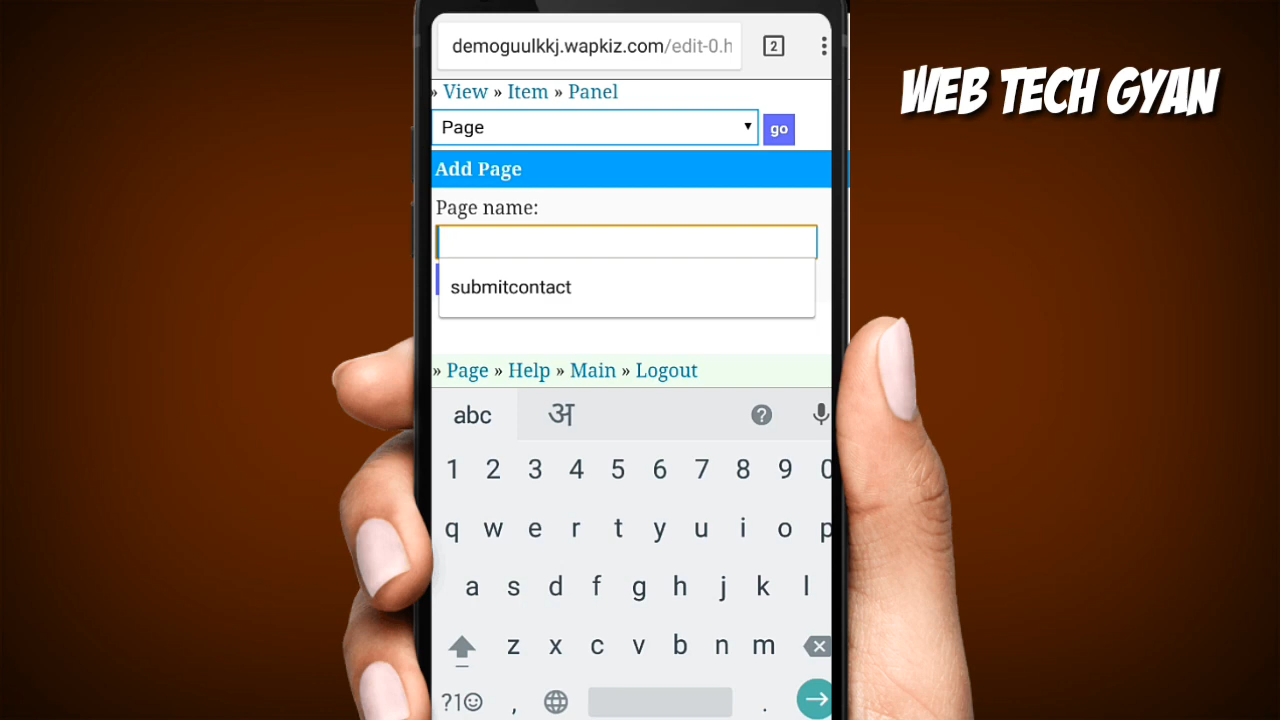 demoguulkkj.wapkiz.com/edit-0.h
2
WEB TECH GYAN
» View » Item » Panel
Page
go
Add Page
Page name:
submitcontact
» Page » Help » Main » Logout
abc अ ?
1 2 3 4 5 6 7 8 9 0
q w e r t y u i o p
a s d f g h j k l
z x c v b n m
?1☺ , .